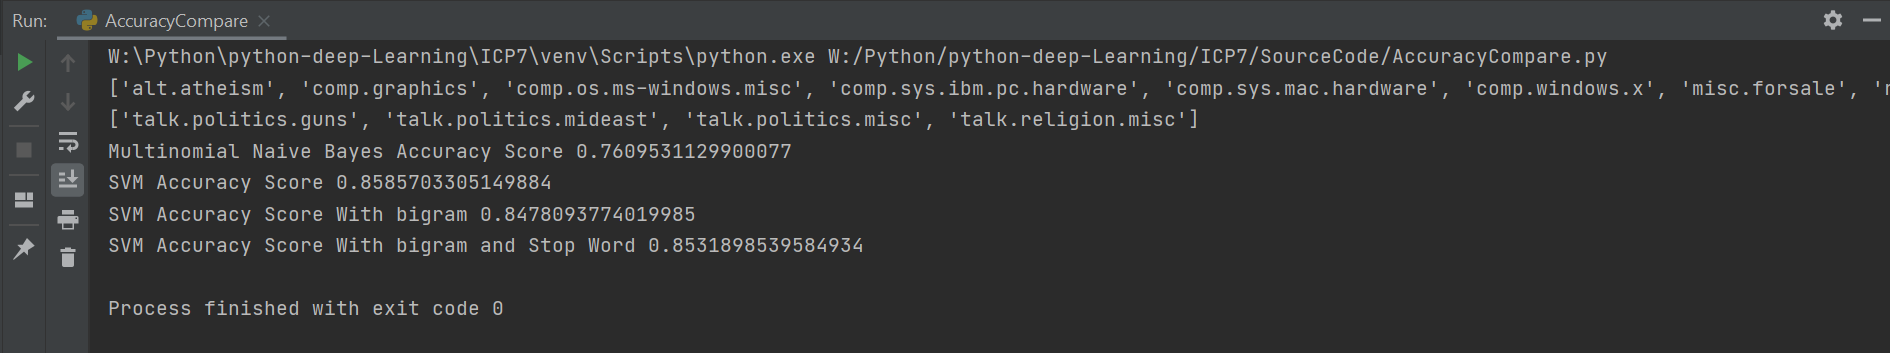 Run: AccuracyCompare
W:\Python\python-deep-Learning\ICP7\venv\Scripts\python.exe W:/Python/python-deep-Learning/ICP7/SourceCode/AccuracyCompare.py
['alt.atheism', 'comp.graphics', 'comp.os.ms-windows.misc', 'comp.sys.ibm.pc.hardware', 'comp.sys.mac.hardware', 'comp.windows.x', 'misc.forsale', '
['talk.politics.guns', 'talk.politics.mideast', 'talk.politics.misc', 'talk.religion.misc']
Multinomial Naive Bayes Accuracy Score 0.7609531129900077
SVM Accuracy Score 0.8585703305149884
SVM Accuracy Score With bigram 0.8478093774019985
SVM Accuracy Score With bigram and Stop Word 0.8531898539584934
Process finished with exit code 0